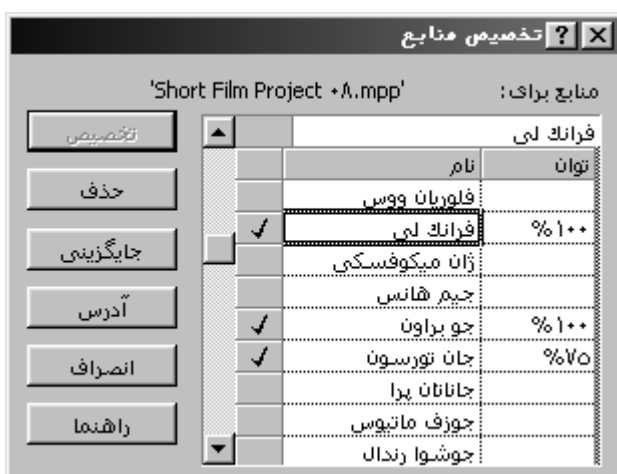 تخصیص منابع
منابع برای: 'Short Film Project ۰۸.mpp'
فرانک لی
توان نام
فلوریان ووس
%۱۰۰ فرانک لی ✓
ژان میکوفسکی
جیم هانس
%۱۰۰ جو براون ✓
%۷۵ جان تورسون ✓
جاناتان پرا
جوزف ماتیوس
جوشوا رندال
تخصیص
حذف
جایگزینی
آدرس
انصراف
راهنما